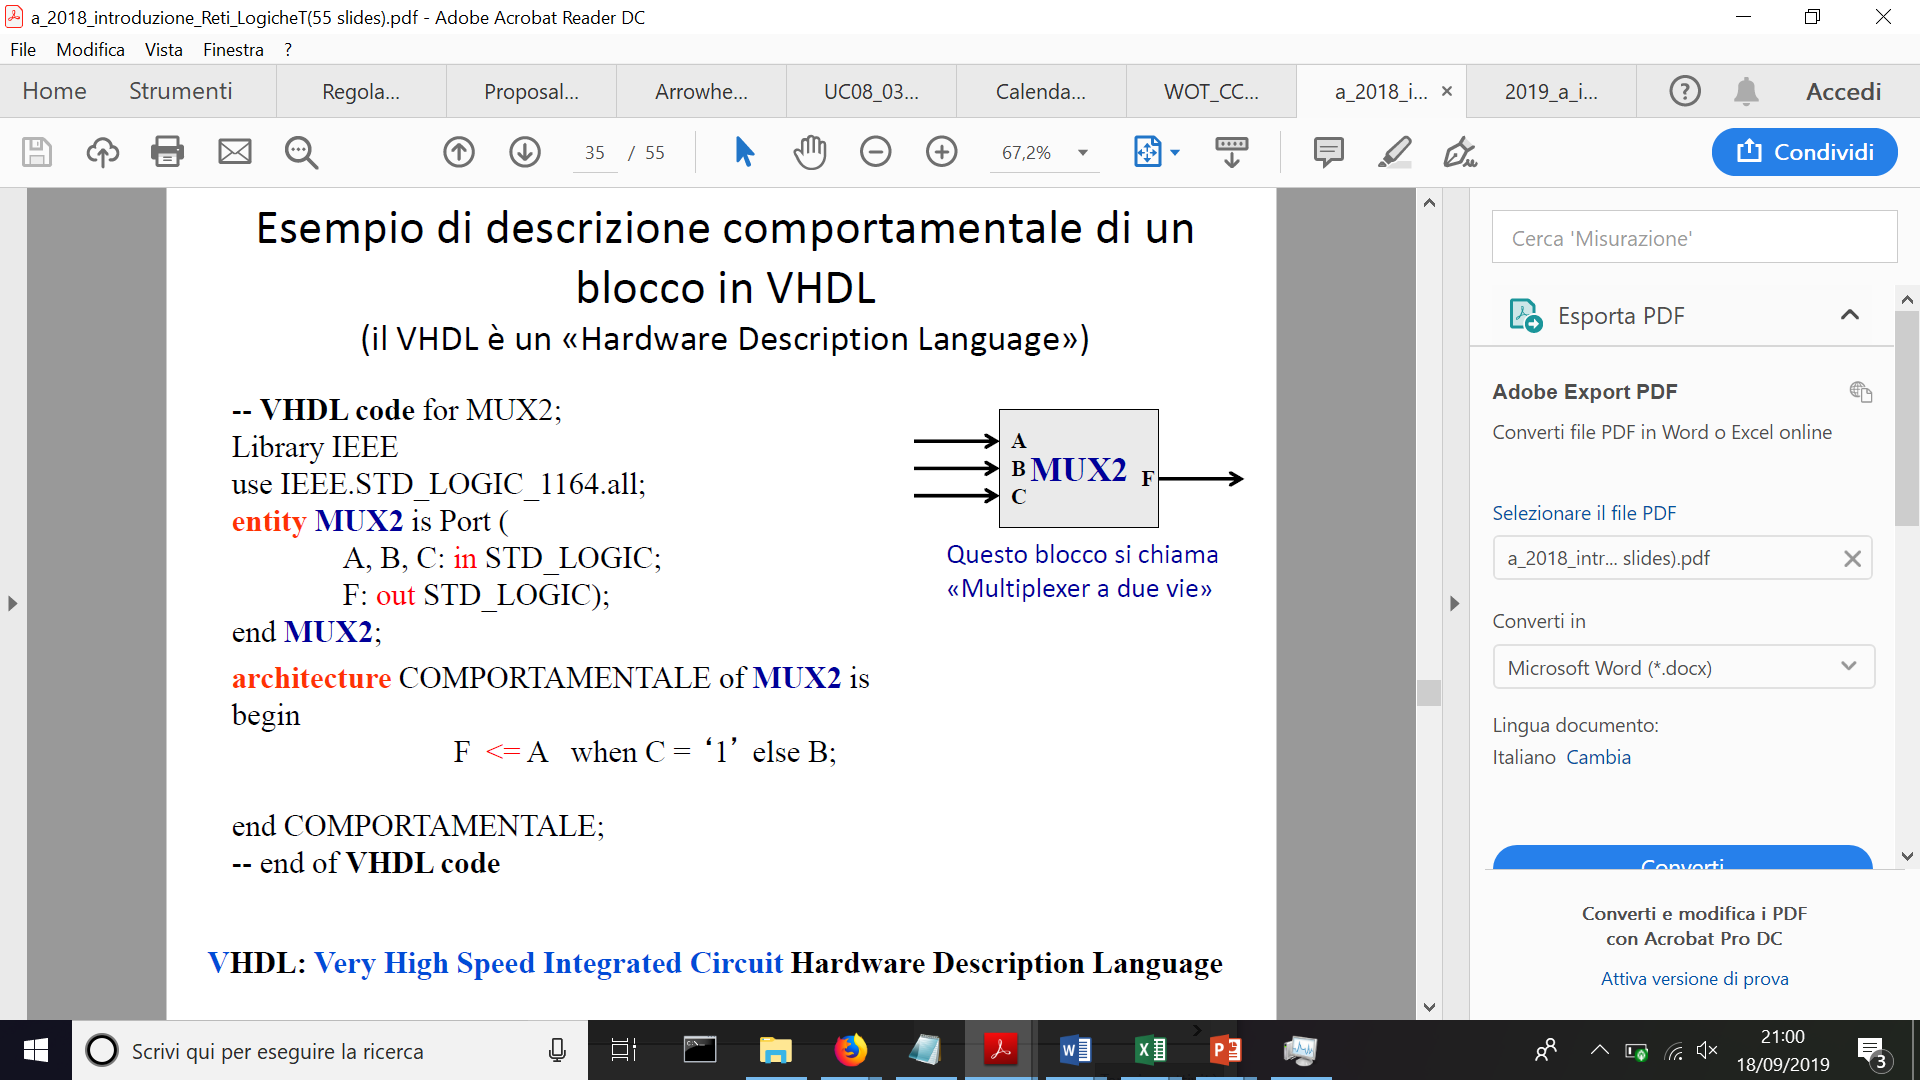 a_2018_introduzione_Reti_LogicheT(55 slides).pdf - Adobe Acrobat Reader DC
File Modifica Vista Finestra ?
Home Strumenti Regola... Proposal... Arrowhe... UC08_03... Calenda... WOT_CC... a_2018_i... × 2019_a_i... ? Accedi
35 / 55 67,2% Condividi
Esempio di descrizione comportamentale di un
blocco in VHDL
(il VHDL è un «Hardware Description Language»)
-- VHDL code for MUX2;
Library IEEE
use IEEE.STD_LOGIC_1164.all;
entity MUX2 is Port (
A, B, C: in STD_LOGIC;
F: out STD_LOGIC);
end MUX2;
architecture COMPORTAMENTALE of MUX2 is
begin
F <= A when C = ‘1’ else B;
end COMPORTAMENTALE;
-- end of VHDL code
A
B MUX2 F
C
Questo blocco si chiama
«Multiplexer a due vie»
VHDL: Very High Speed Integrated Circuit Hardware Description Language
Cerca 'Misurazione'
Esporta PDF
Adobe Export PDF
Converti file PDF in Word o Excel online
Selezionare il file PDF
a_2018_intr... slides).pdf
Converti in
Microsoft Word (*.docx)
Lingua documento:
Italiano Cambia
Converti
Converti e modifica i PDF
con Acrobat Pro DC
Attiva versione di prova
Scrivi qui per eseguire la ricerca
21:00
18/09/2019
3